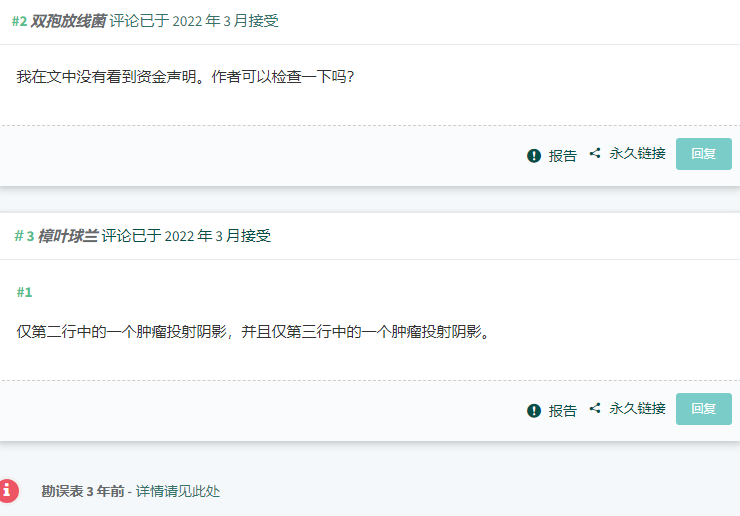 #2 双孢放线菌 评论已于 2022 年 3 月接受
我在文中没有看到资金声明。作者可以检查一下吗？
报告 永久链接 回复
＃3 樟叶球兰 评论已于 2022 年 3 月接受
#1
仅第二行中的一个肿瘤投射阴影，并且仅第三行中的一个肿瘤投射阴影。
报告 永久链接 回复
勘误表 3 年前 - 详情请见此处